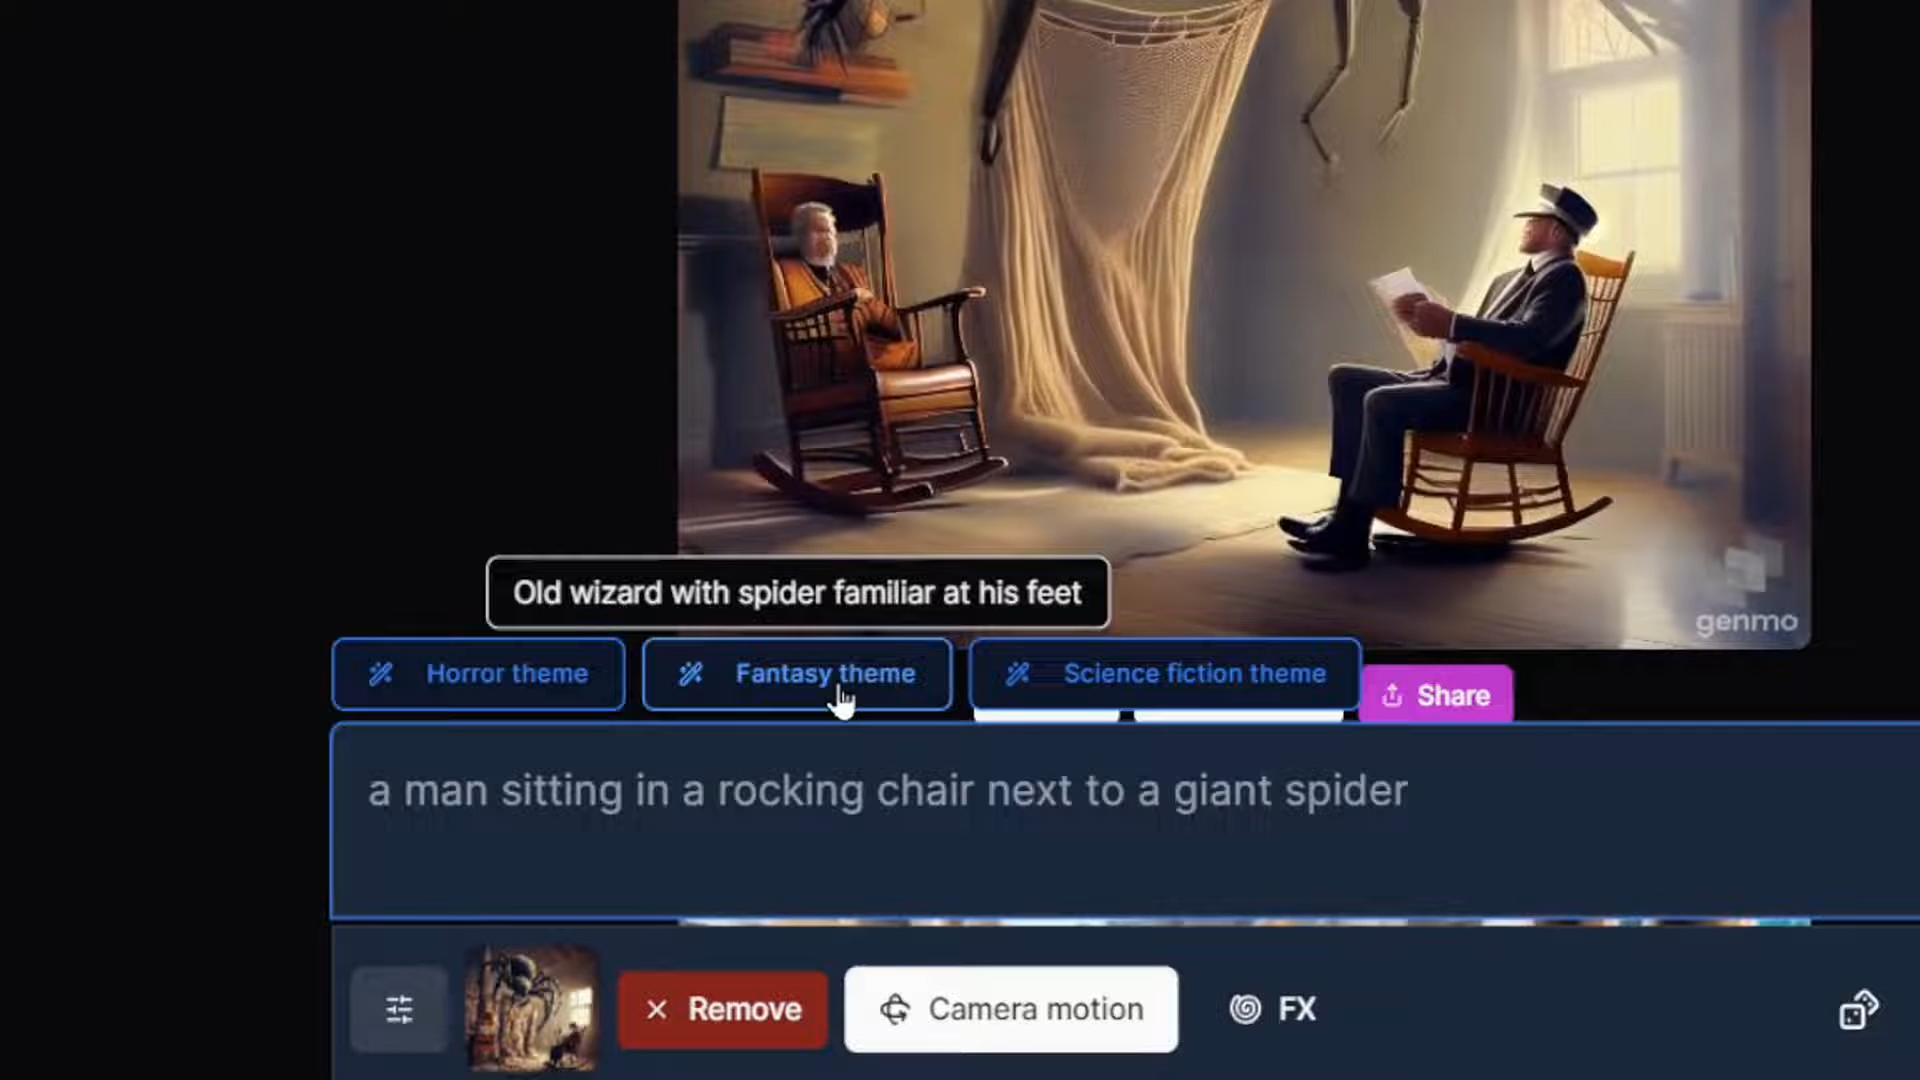 genmo
Old wizard with spider familiar at his feet
Horror theme
Fantasy theme
Science fiction theme
Share
a man sitting in a rocking chair next to a giant spider
Remove
Camera motion
FX